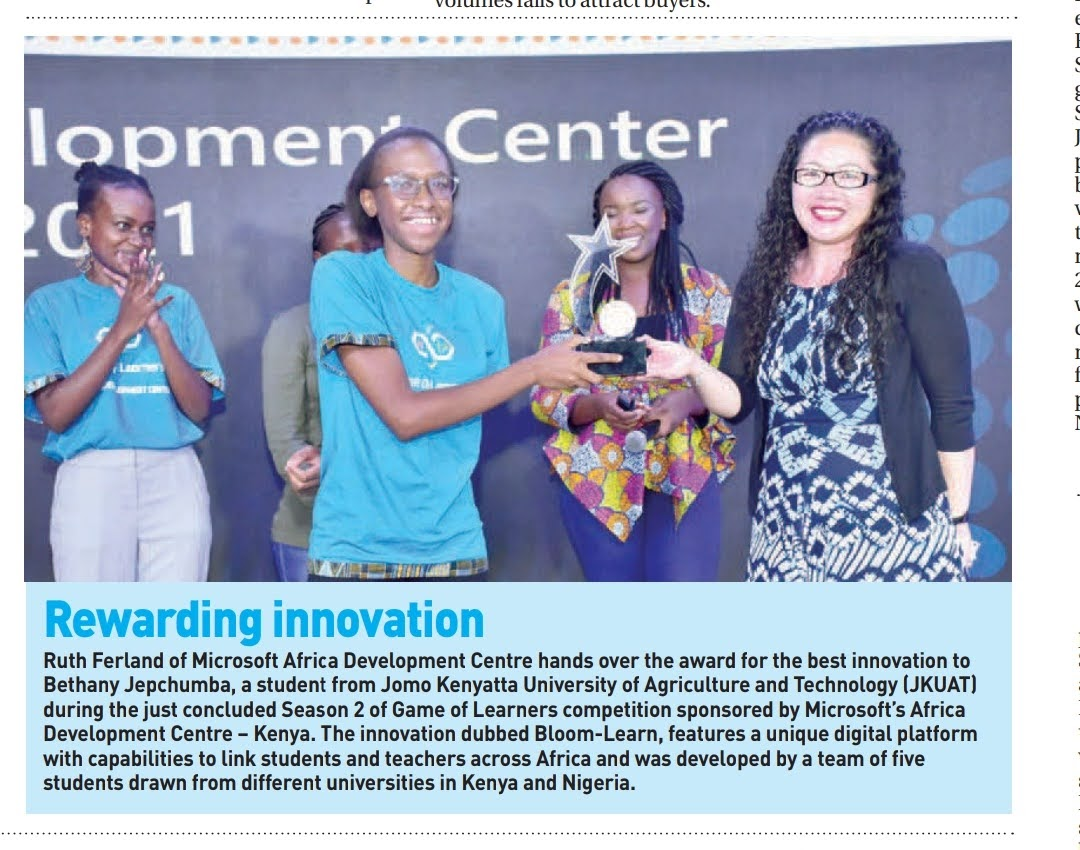 volumes fails to attract buyers.
lopment Center
2021
Rewarding innovation
Ruth Ferland of Microsoft Africa Development Centre hands over the award for the best innovation to
Bethany Jepchumba, a student from Jomo Kenyatta University of Agriculture and Technology (JKUAT)
during the just concluded Season 2 of Game of Learners competition sponsored by Microsoft’s Africa
Development Centre – Kenya. The innovation dubbed Bloom-Learn, features a unique digital platform
with capabilities to link students and teachers across Africa and was developed by a team of five
students drawn from different universities in Kenya and Nigeria.